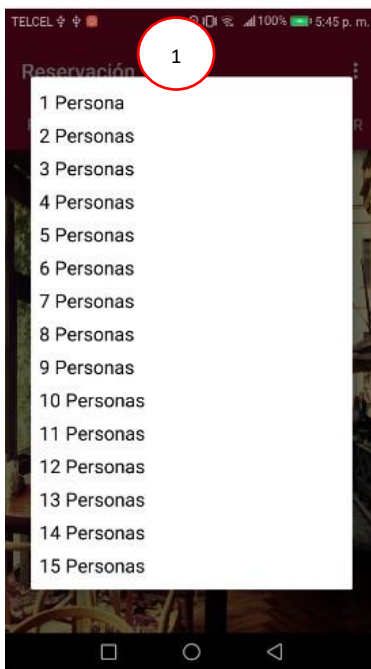 TELCEL 100% 5:45 p. m.
1
Reservación
R
1 Persona
2 Personas
3 Personas
4 Personas
5 Personas
6 Personas
7 Personas
8 Personas
9 Personas
10 Personas
11 Personas
12 Personas
13 Personas
14 Personas
15 Personas